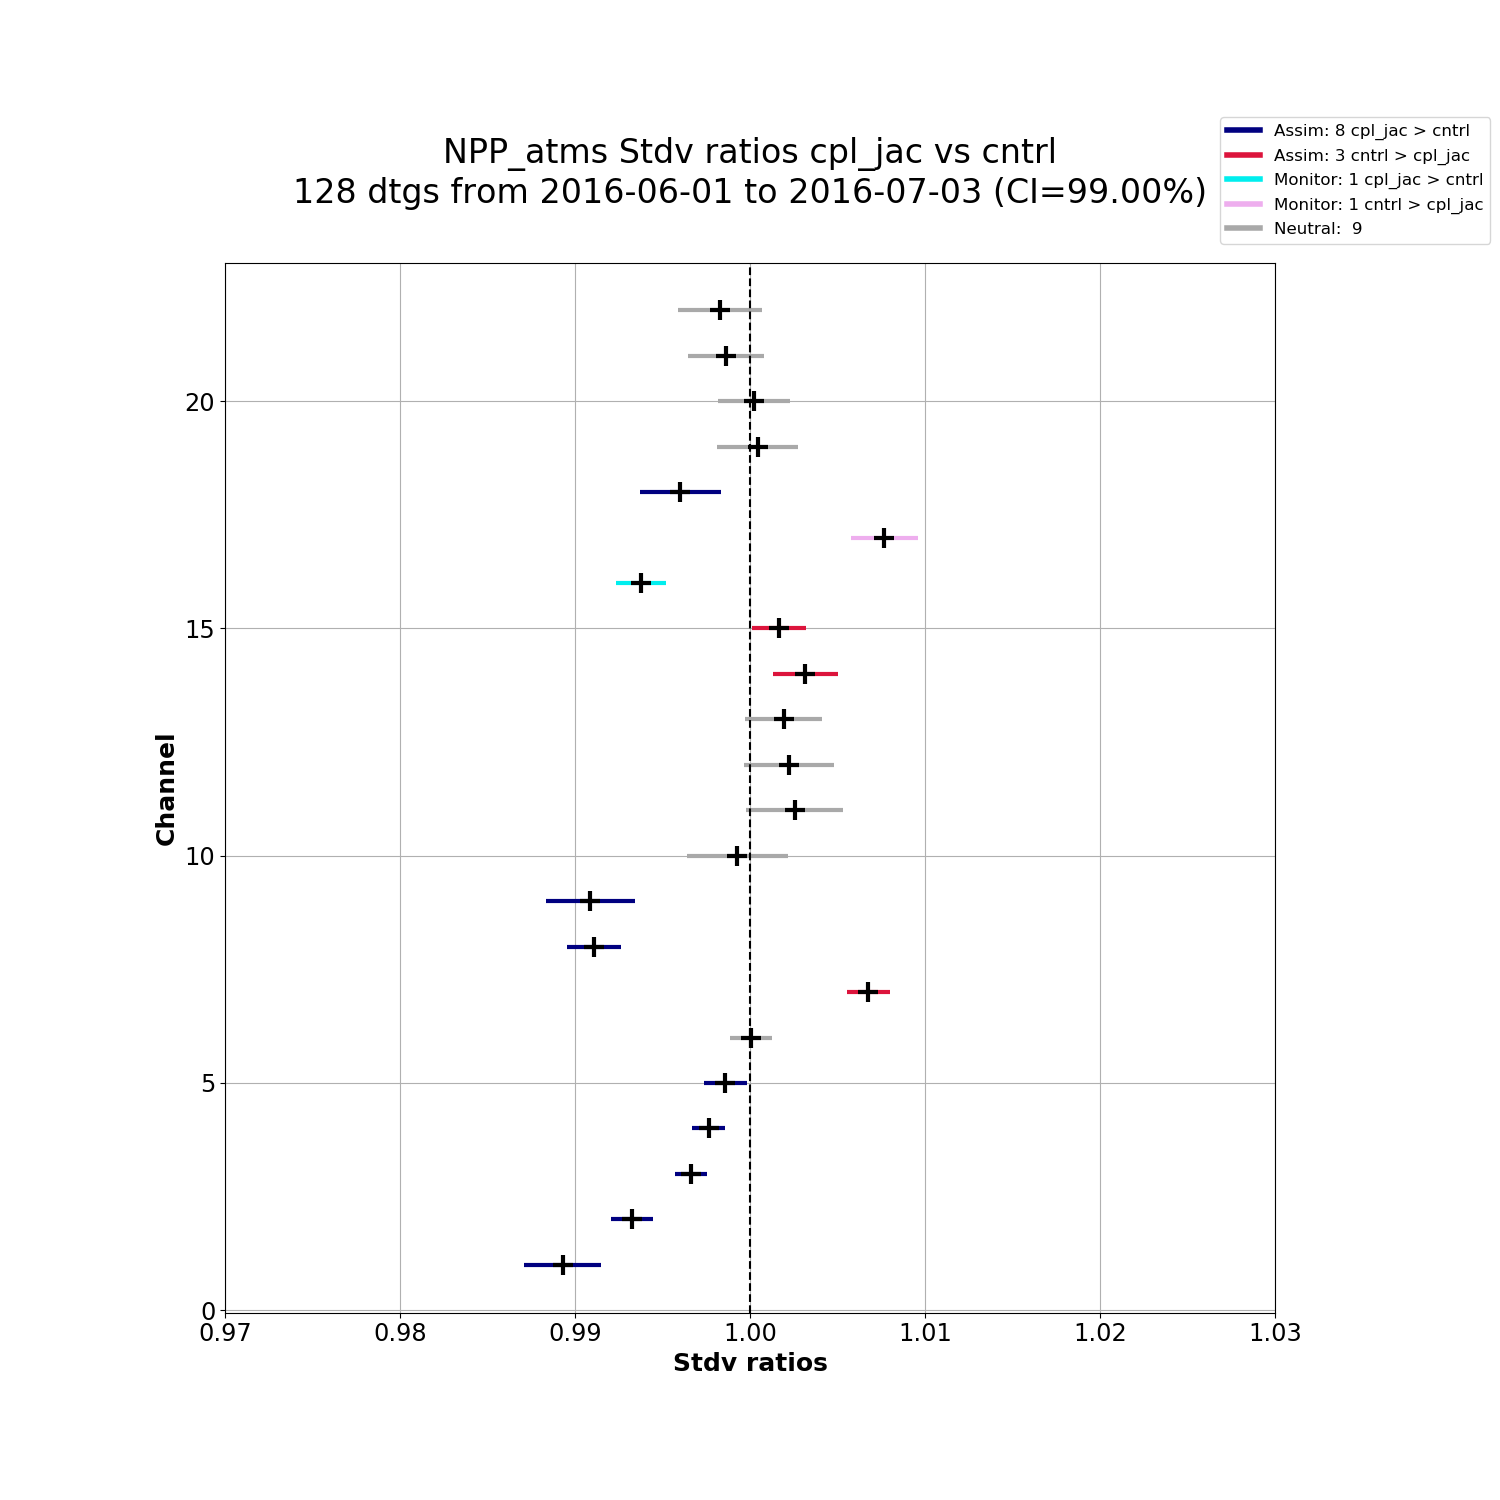 NPP_atms Stdv ratios cpl_jac vs cntrl
128 dtgs from 2016-06-01 to 2016-07-03 (CI=99.00%)
Assim: 8 cpl_jac > cntrl
Assim: 3 cntrl > cpl_jac
Monitor: 1 cpl_jac > cntrl
Monitor: 1 cntrl > cpl_jac
Neutral:  9
20
15
10
5
0
Channel
0.97 0.98 0.99 1.00 1.01 1.02 1.03
Stdv ratios